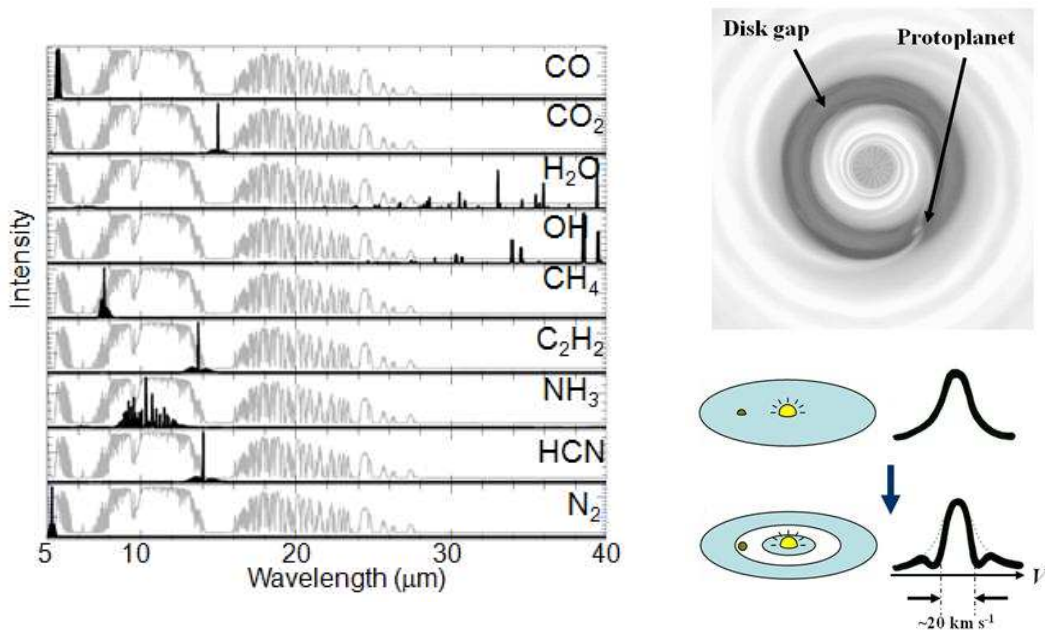 Intensity
CO
CO₂
H₂O
OH
CH₄
C₂H₂
NH₃
HCN
N₂
5 10 20 30 40
Wavelength (μm)
Disk gap
Protoplanet
V
~20 km s⁻¹